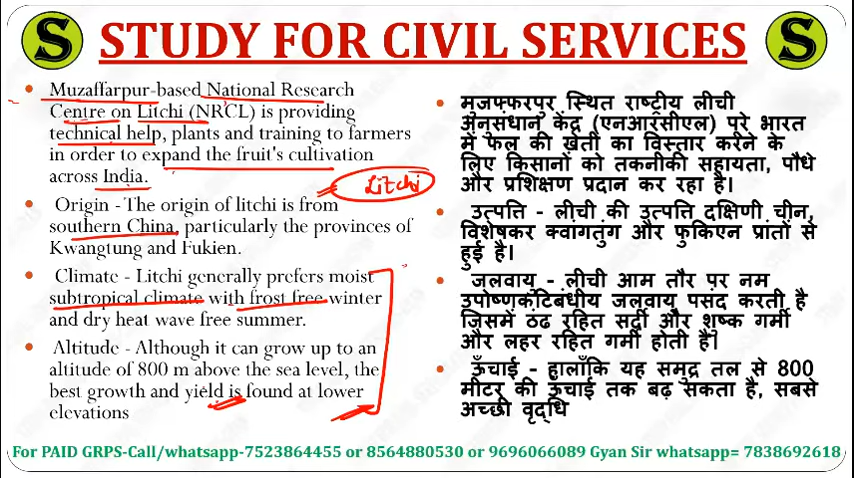 S STUDY FOR CIVIL SERVICES S
• Muzaffarpur-based National Research
Centre on Litchi (NRCL) is providing
technical help, plants and training to farmers
in order to expand the fruit's cultivation
across India.
Litchi
• Origin - The origin of litchi is from
southern China, particularly the provinces of
Kwangtung and Fukien.
• Climate - Litchi generally prefers moist
subtropical climate with frost free winter
and dry heat wave free summer.
• Altitude - Although it can grow up to an
altitude of 800 m above the sea level, the
best growth and yield is found at lower
elevations
• मुजफ्फरपुर स्थित राष्ट्रीय लीची
अनुसंधान केंद्र (एनआरसीएल) पूरे भारत
में फल की खेती का विस्तार करने के
लिए किसानों को तकनीकी सहायता, पौधे
और प्रशिक्षण प्रदान कर रहा है।
• उत्पत्ति - लीची की उत्पत्ति दक्षिणी चीन,
विशेषकर क्वांगतुंग और फुकिएन प्रांतों से
हुई है।
• जलवायु - लीची आम तौर पर नम
उपोष्णकटिबंधीय जलवायु पसंद करती है
जिसमें ठंढ रहित सर्दी और शुष्क गर्मी
और लहर रहित गर्मी होती है।
• ऊँचाई - हालाँकि यह समुद्र तल से 800
मीटर की ऊंचाई तक बढ़ सकता है, सबसे
अच्छी वृद्धि
For PAID GRPS-Call/whatsapp-7523864455 or 8564880530 or 9696066089 Gyan Sir whatsapp= 7838692618